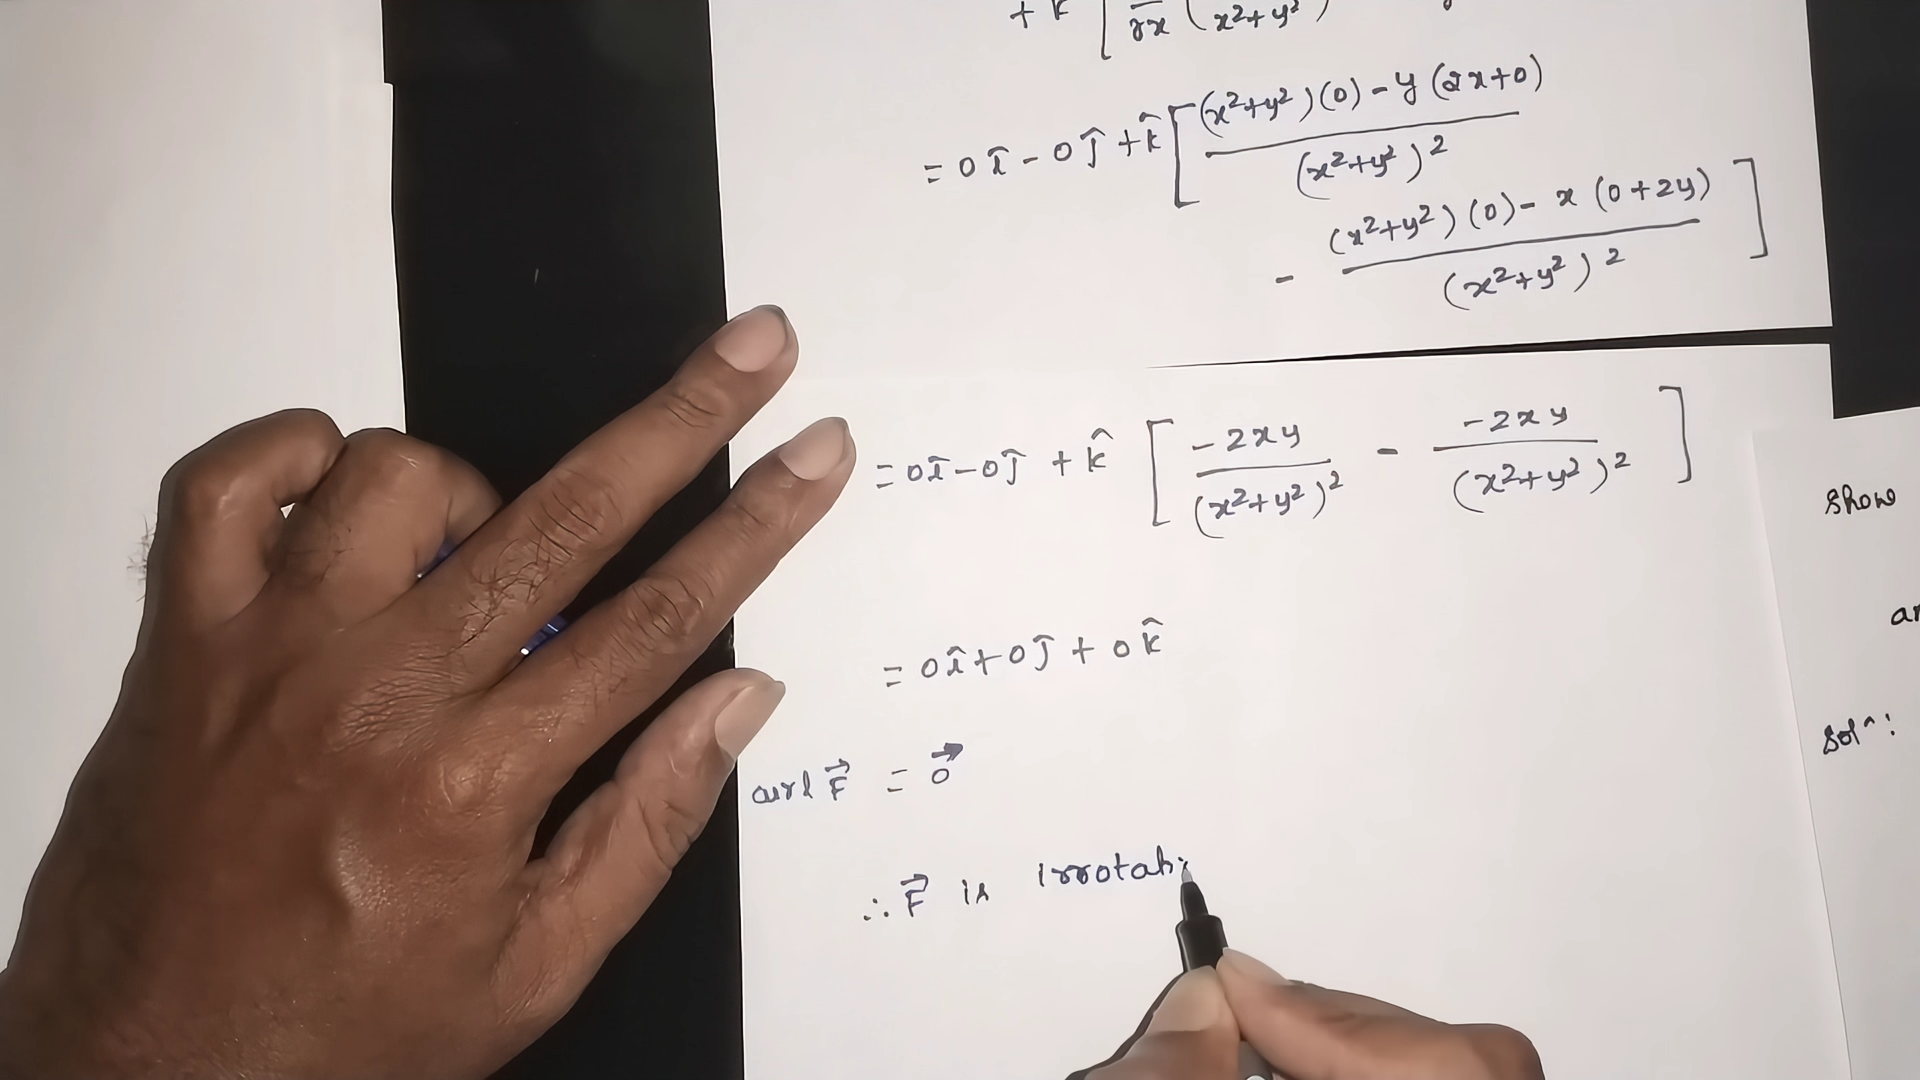 + k̂ [ ∂/∂x ( /x²+y² )
= 0î - 0ĵ + k̂ [ (x²+y²)(0) - y(2x+0) / (x²+y²)²
- (x²+y²)(0) - x(0+2y) / (x²+y²)² ]
= 0î - 0ĵ + k̂ [ -2xy / (x²+y²)² - -2xy / (x²+y²)² ]
= 0î + 0ĵ + 0k̂
curl F⃗ = 0⃗
∴ F⃗ is irrotati
show
an
Solⁿ: